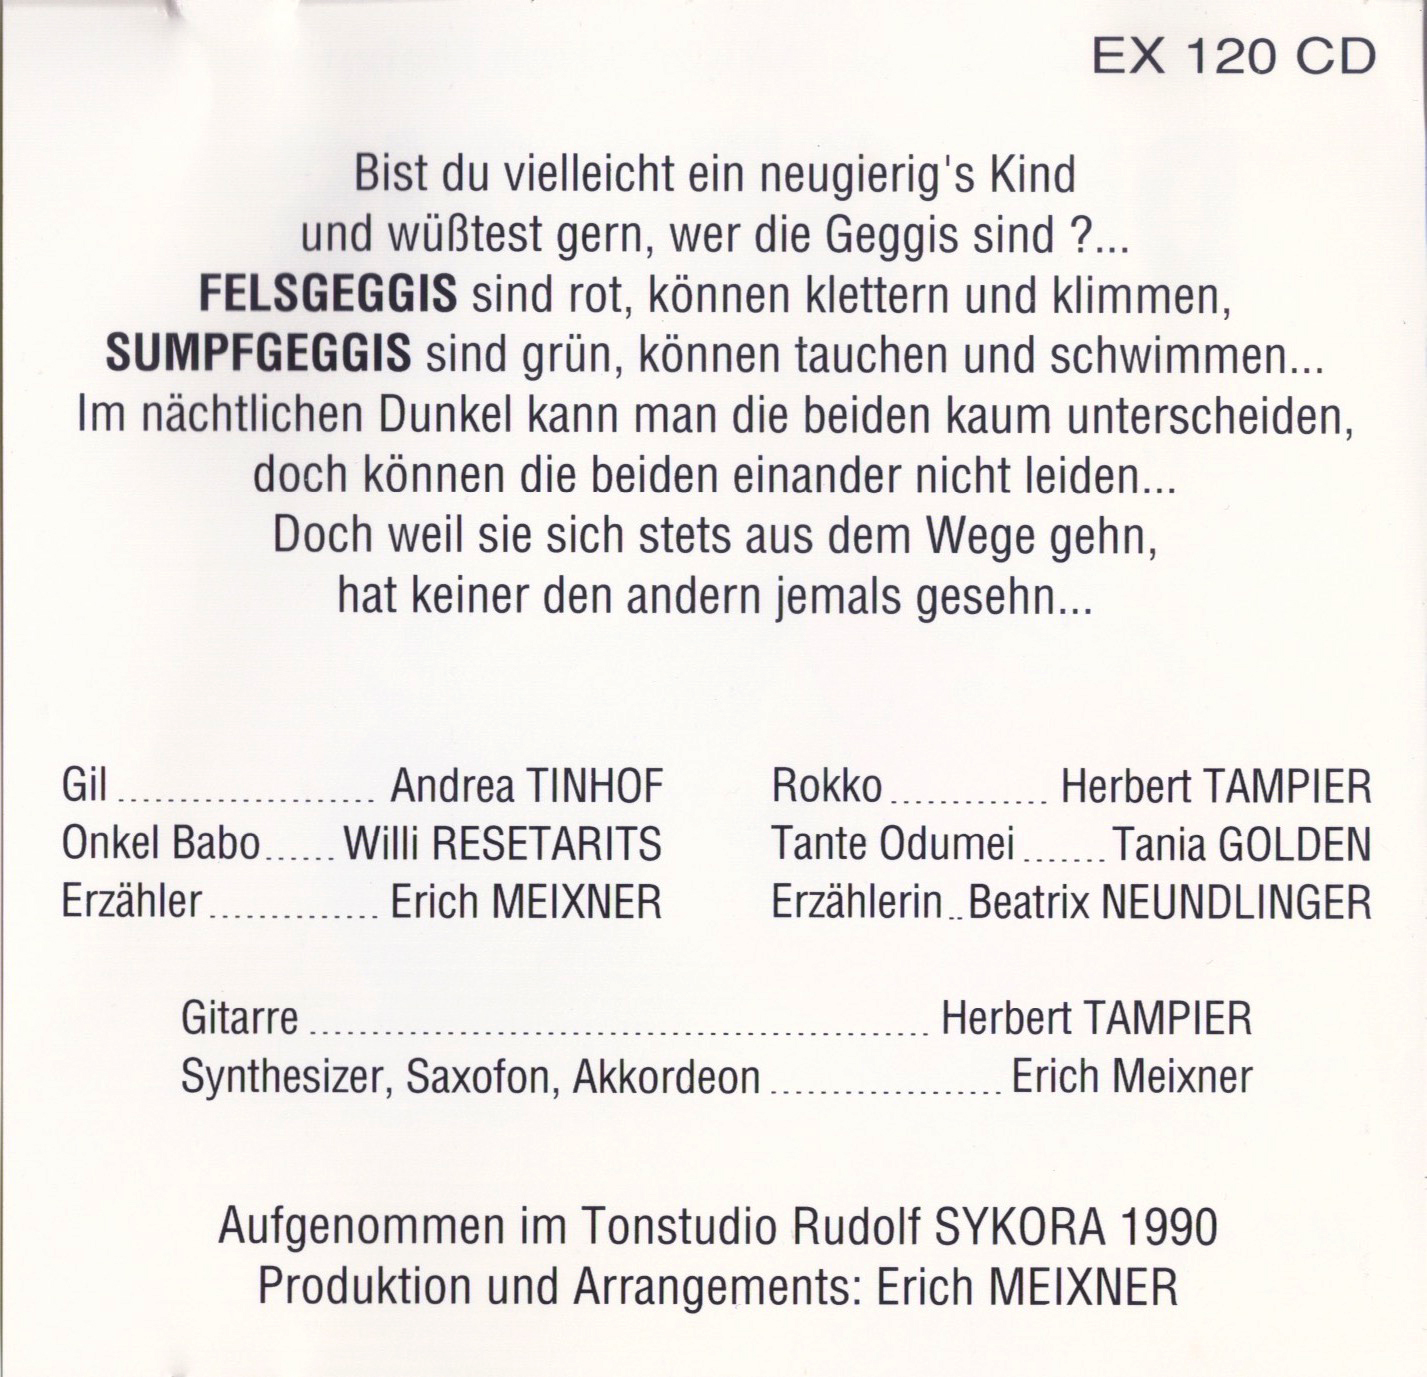 EX 120 CD
Bist du vielleicht ein neugierig's Kind
und wüßtest gern, wer die Geggis sind ?...
FELSGEGGIS sind rot, können klettern und klimmen,
SUMPFGEGGIS sind grün, können tauchen und schwimmen...
Im nächtlichen Dunkel kann man die beiden kaum unterscheiden,
doch können die beiden einander nicht leiden...
Doch weil sie sich stets aus dem Wege gehn,
hat keiner den andern jemals gesehn...
Gil ..................... Andrea TINHOF
Onkel Babo ...... Willi RESETARITS
Erzähler .............. Erich MEIXNER
Rokko ............. Herbert TAMPIER
Tante Odumei ....... Tania GOLDEN
Erzählerin .. Beatrix NEUNDLINGER
Gitarre .................................................. Herbert TAMPIER
Synthesizer, Saxofon, Akkordeon ................... Erich Meixner
Aufgenommen im Tonstudio Rudolf SYKORA 1990
Produktion und Arrangements: Erich MEIXNER